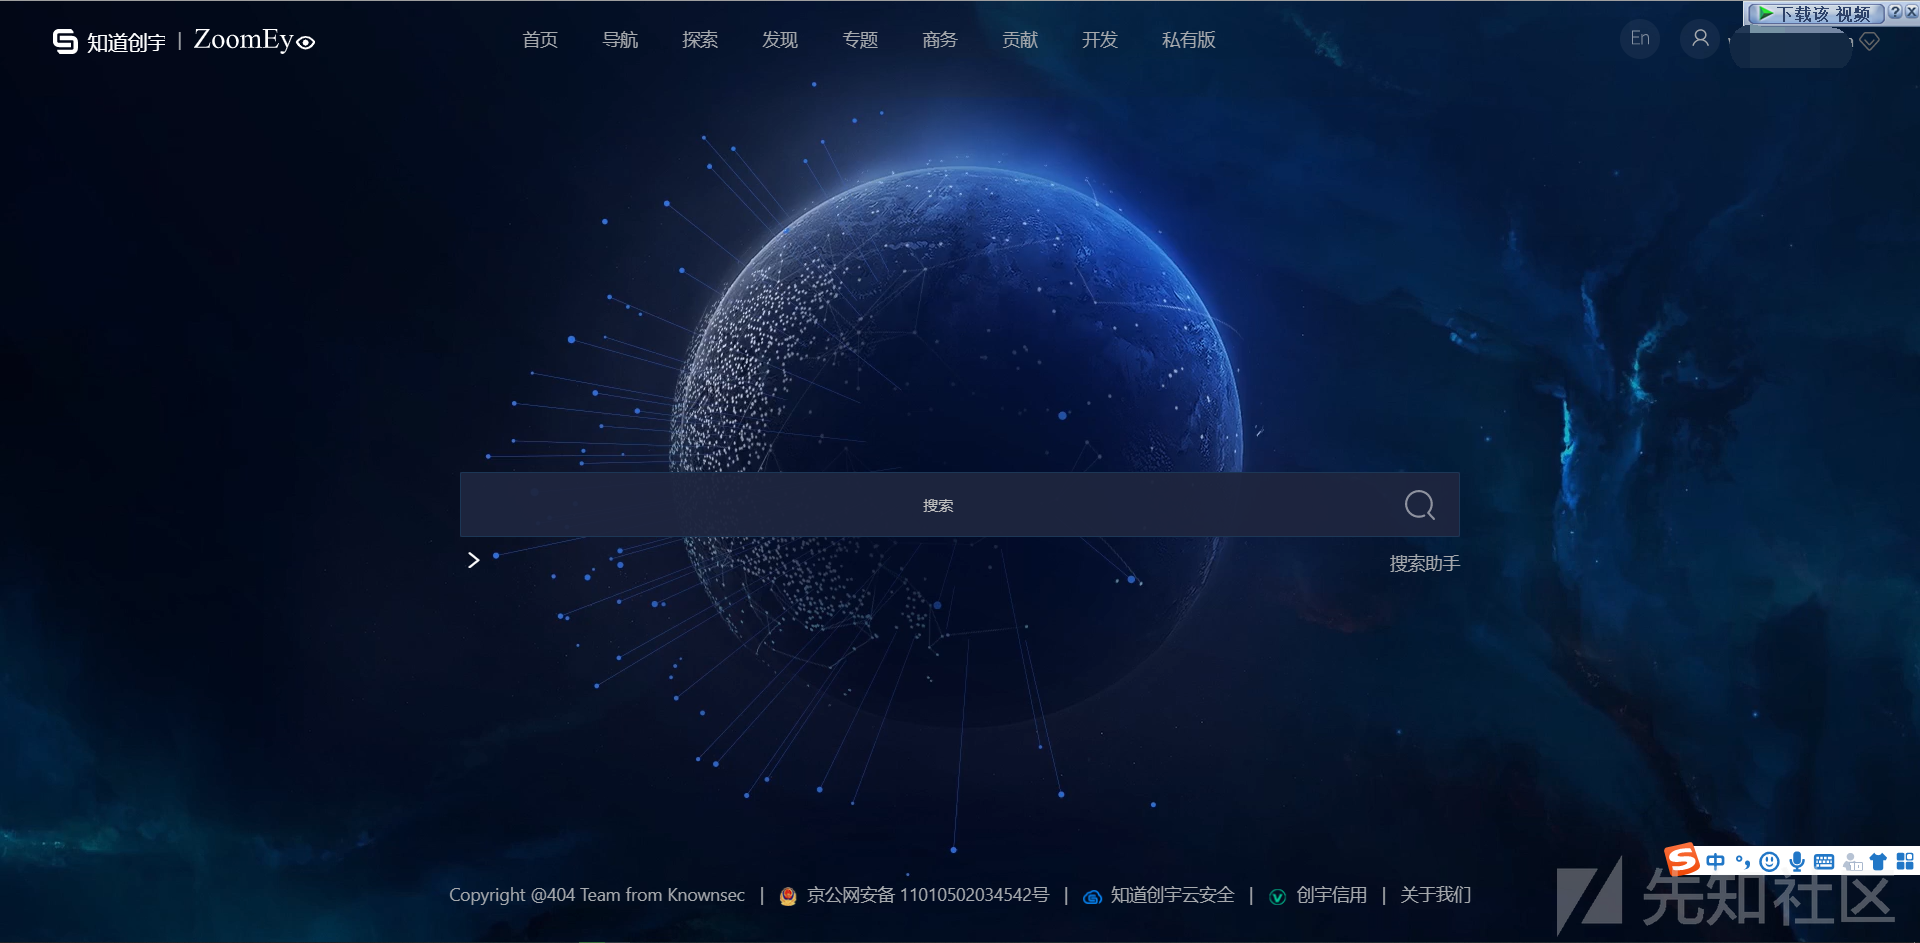 下载该 视频 ? X
知道创宇 | ZoomEye
首页 导航 探索 发现 专题 商务 贡献 开发 私有版
En
搜索
搜索助手
中
Copyright @404 Team from Knownsec | 京公网安备 11010502034542号 | 知道创宇云安全 | 创宇信用 | 关于我们
先知社区